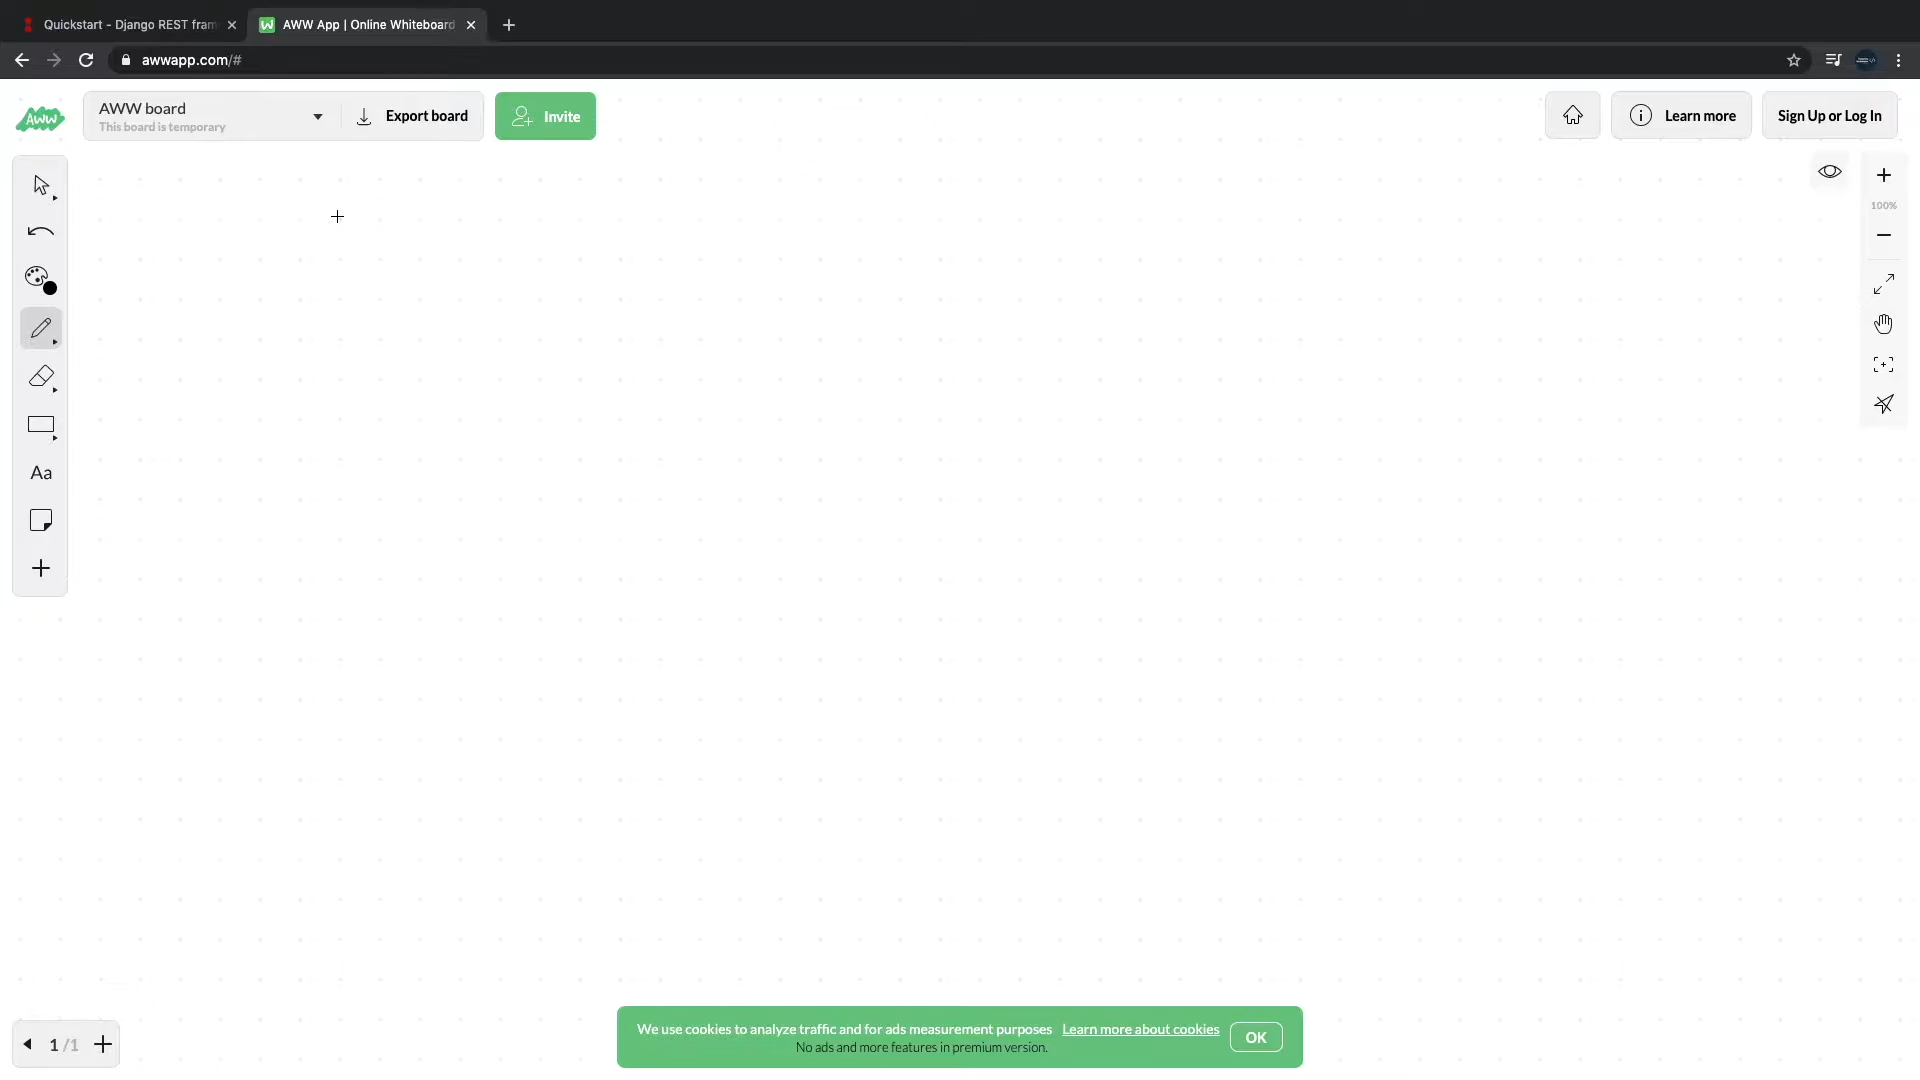 Quickstart - Django REST fram
AWW App | Online Whiteboard
awwapp.com/#
AWW
AWW board
This board is temporary
Export board
Invite
Learn more
Sign Up or Log In
100%
Aa
We use cookies to analyze traffic and for ads measurement purposes Learn more about cookies
No ads and more features in premium version.
OK
1 /1